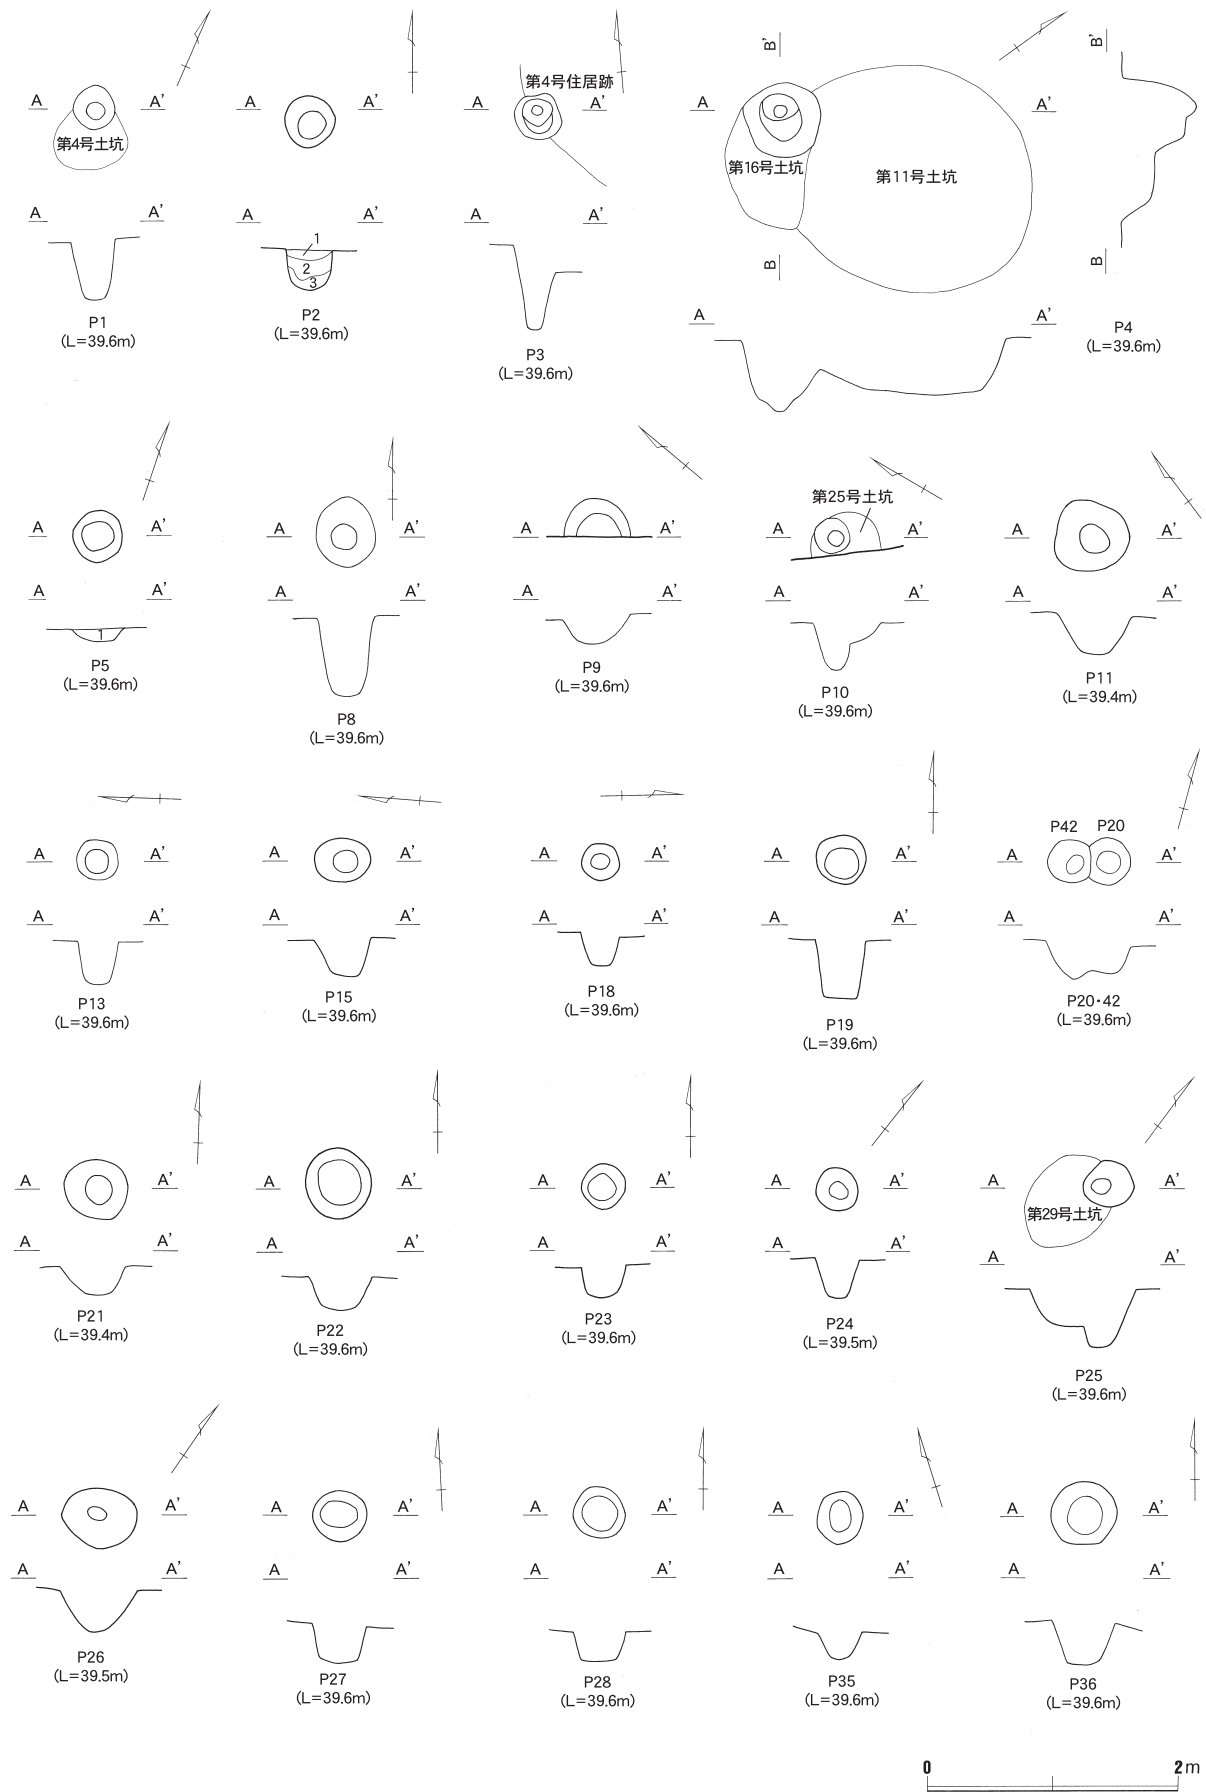 A A'
第4号土坑
A A'
P1
(L=39.6m)
A A'
A A'
1
2
3
P2
(L=39.6m)
第4号住居跡
A A'
A A'
P3
(L=39.6m)
B' B'
A A'
第16号土坑 第11号土坑
B B
A A'
P4
(L=39.6m)
A A'
A A'
1
P5
(L=39.6m)
A A'
A A'
P8
(L=39.6m)
A A'
A A'
P9
(L=39.6m)
第25号土坑
A A'
A A'
P10
(L=39.6m)
A A'
A A'
P11
(L=39.4m)
A A'
A A'
P13
(L=39.6m)
A A'
A A'
P15
(L=39.6m)
A A'
A A'
P18
(L=39.6m)
A A'
A A'
P19
(L=39.6m)
P42 P20
A A'
A A'
P20・42
(L=39.6m)
A A'
A A'
P21
(L=39.4m)
A A'
A A'
P22
(L=39.6m)
A A'
A A'
P23
(L=39.6m)
A A'
A A'
P24
(L=39.5m)
A A'
第29号土坑
A A'
P25
(L=39.6m)
A A'
A A'
P26
(L=39.5m)
A A'
A A'
P27
(L=39.6m)
A A'
A A'
P28
(L=39.6m)
A A'
A A'
P35
(L=39.6m)
A A'
A A'
P36
(L=39.6m)
0 2m